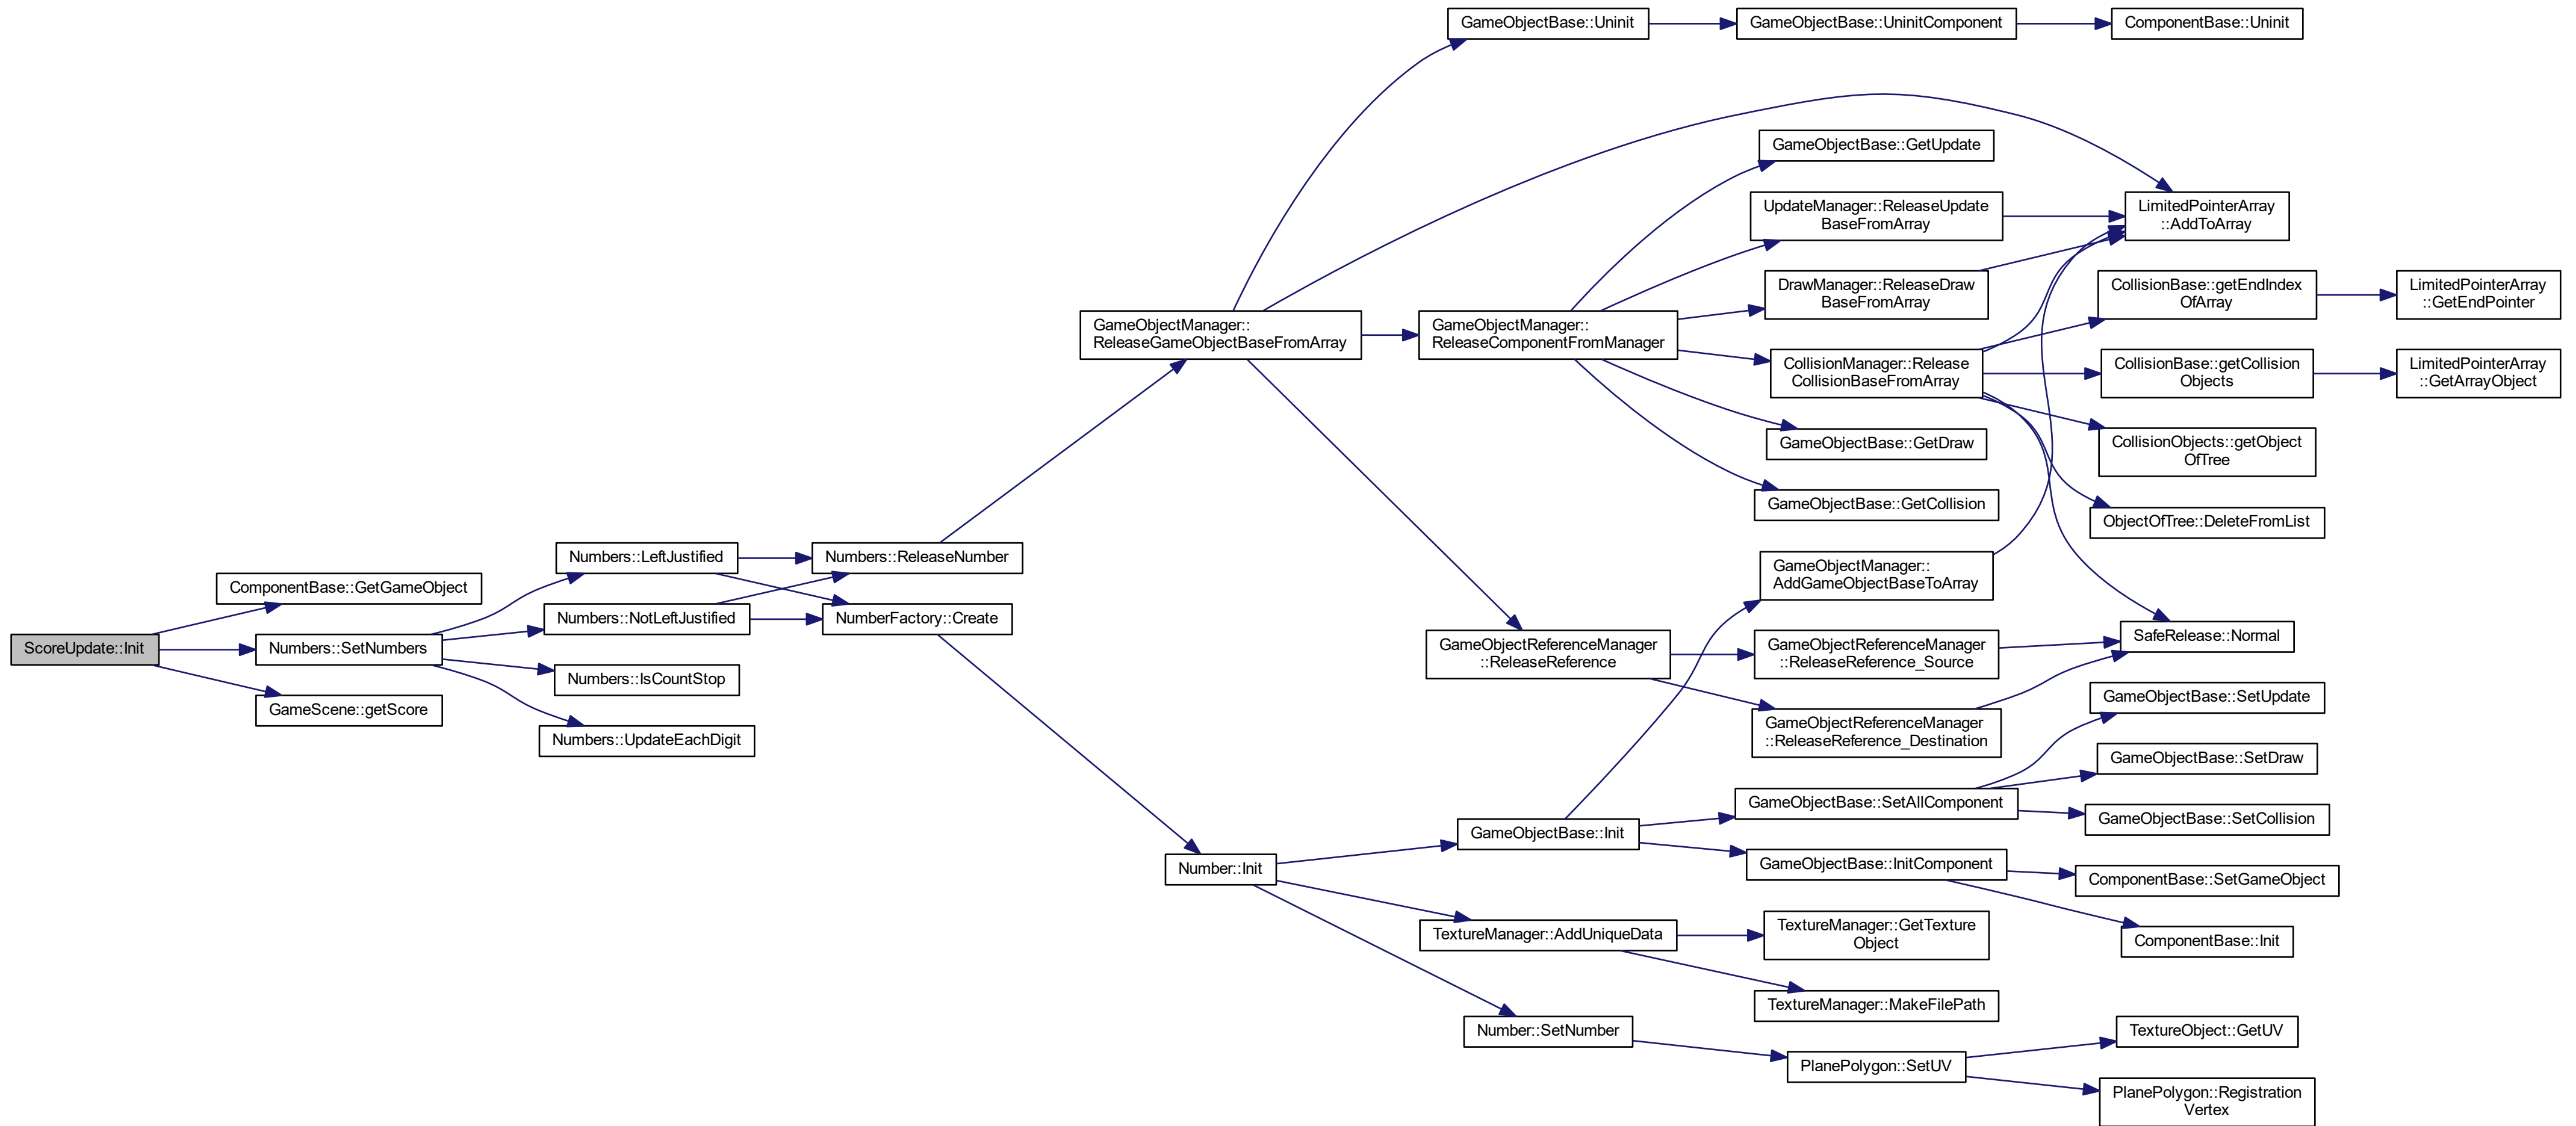 ScoreUpdate::Init
ComponentBase::GetGameObject
Numbers::SetNumbers
GameScene::getScore
Numbers::LeftJustified
Numbers::NotLeftJustified
Numbers::IsCountStop
Numbers::UpdateEachDigit
Numbers::ReleaseNumber
NumberFactory::Create
GameObjectManager::
ReleaseGameObjectBaseFromArray
Number::Init
GameObjectBase::Uninit
GameObjectManager::
ReleaseComponentFromManager
GameObjectReferenceManager
::ReleaseReference
GameObjectBase::Init
TextureManager::AddUniqueData
Number::SetNumber
GameObjectBase::UninitComponent
GameObjectBase::GetUpdate
UpdateManager::ReleaseUpdate
BaseFromArray
DrawManager::ReleaseDraw
BaseFromArray
CollisionManager::Release
CollisionBaseFromArray
GameObjectBase::GetDraw
GameObjectBase::GetCollision
GameObjectManager::
AddGameObjectBaseToArray
GameObjectReferenceManager
::ReleaseReference_Source
GameObjectReferenceManager
::ReleaseReference_Destination
GameObjectBase::SetAllComponent
GameObjectBase::InitComponent
TextureManager::GetTexture
Object
TextureManager::MakeFilePath
PlanePolygon::SetUV
ComponentBase::Uninit
LimitedPointerArray
::AddToArray
CollisionBase::getEndIndex
OfArray
CollisionBase::getCollision
Objects
CollisionObjects::getObject
OfTree
ObjectOfTree::DeleteFromList
SafeRelease::Normal
GameObjectBase::SetUpdate
GameObjectBase::SetDraw
GameObjectBase::SetCollision
ComponentBase::SetGameObject
ComponentBase::Init
TextureObject::GetUV
PlanePolygon::Registration
Vertex
LimitedPointerArray
::GetEndPointer
LimitedPointerArray
::GetArrayObject